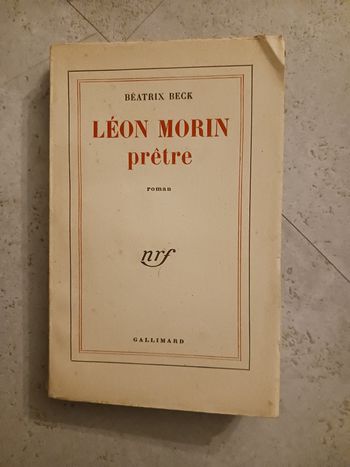 BÉATRIX BECK
LÉON MORIN
prêtre
roman
nrf
GALLIMARD